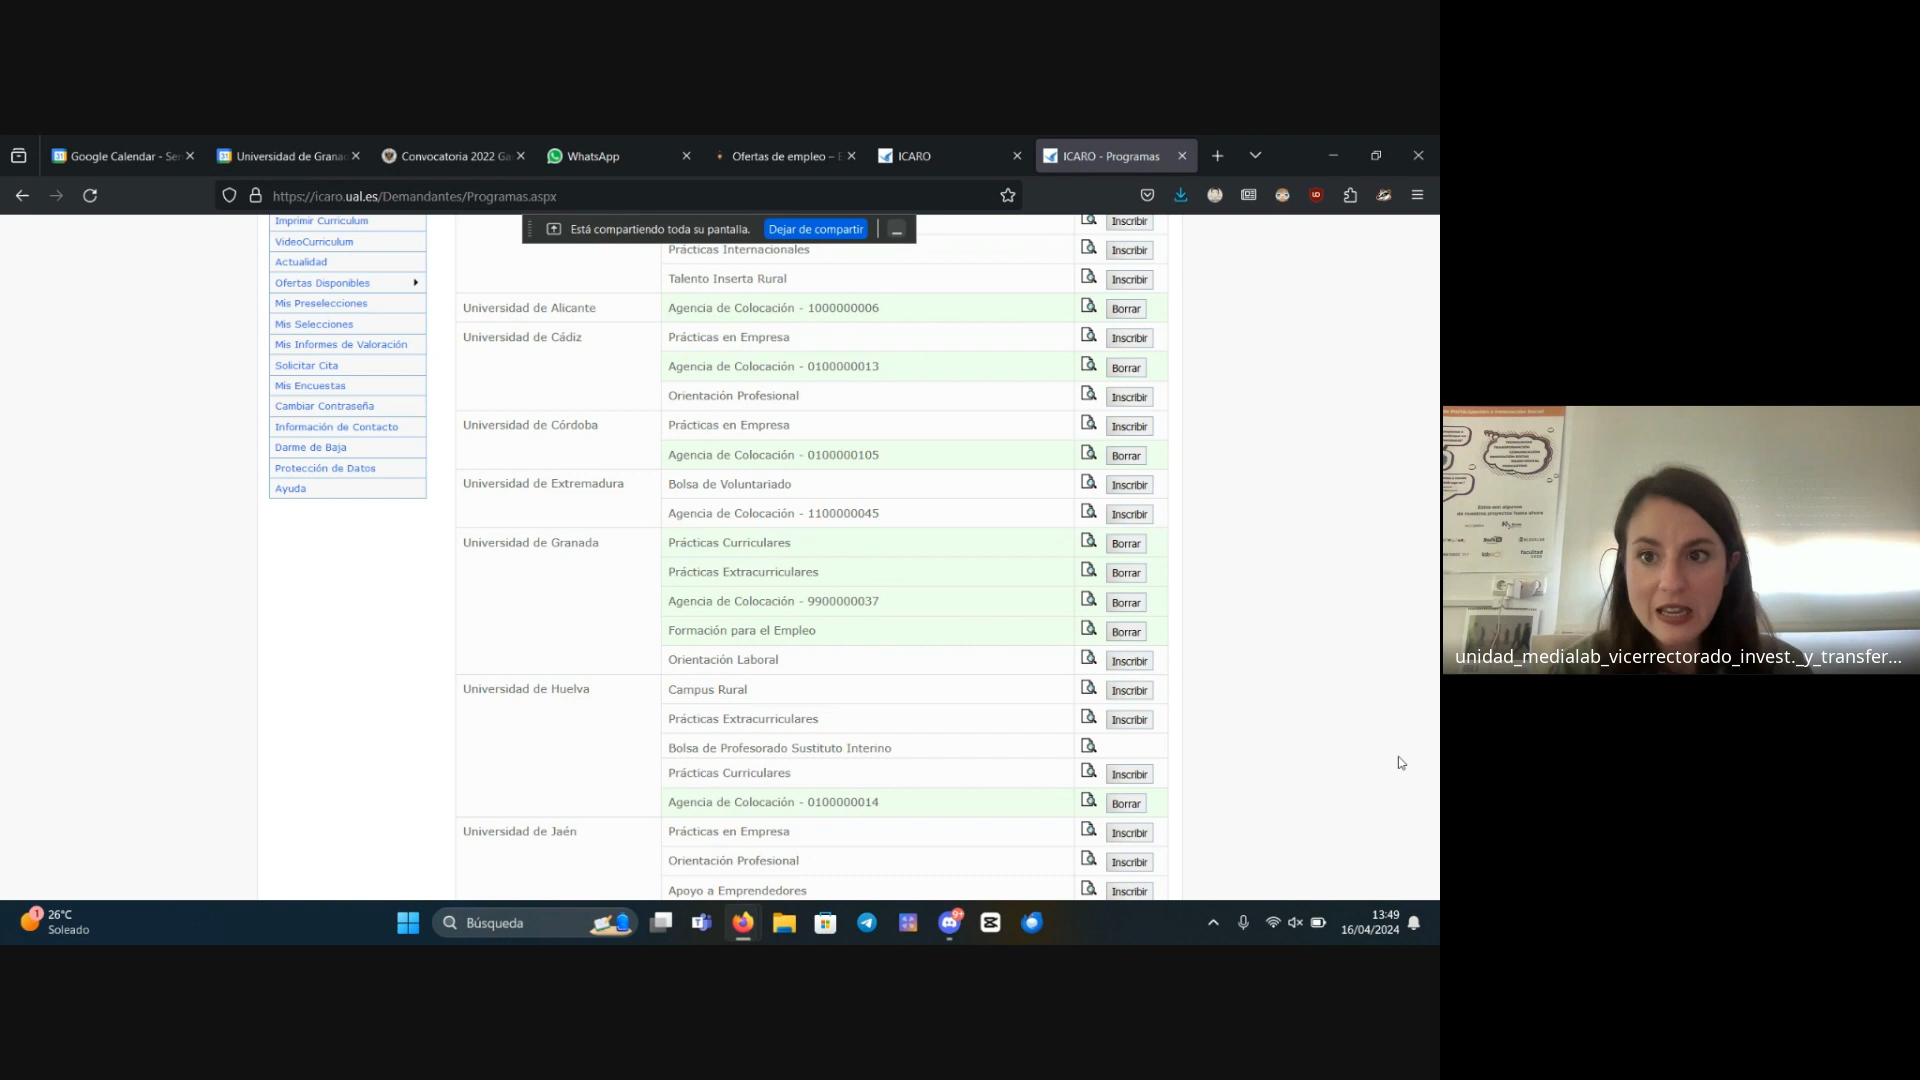 Google Calendar - Ser
Universidad de Grana
Convocatoria 2022 Ga
WhatsApp
Ofertas de empleo – E
ICARO
ICARO - Programas
https://icaro.ual.es/Demandantes/Programas.aspx
Está compartiendo toda su pantalla.
Dejar de compartir
Imprimir Curriculum
VideoCurriculum
Actualidad
Ofertas Disponibles
Mis Preselecciones
Mis Selecciones
Mis Informes de Valoración
Solicitar Cita
Mis Encuestas
Cambiar Contraseña
Información de Contacto
Darme de Baja
Protección de Datos
Ayuda
Inscribir
Prácticas Internacionales Inscribir
Talento Inserta Rural Inscribir
Universidad de Alicante Agencia de Colocación - 1000000006 Borrar
Universidad de Cádiz Prácticas en Empresa Inscribir
Agencia de Colocación - 0100000013 Borrar
Orientación Profesional Inscribir
Universidad de Córdoba Prácticas en Empresa Inscribir
Agencia de Colocación - 0100000105 Borrar
Universidad de Extremadura Bolsa de Voluntariado Inscribir
Agencia de Colocación - 1100000045 Inscribir
Universidad de Granada Prácticas Curriculares Borrar
Prácticas Extracurriculares Borrar
Agencia de Colocación - 9900000037 Borrar
Formación para el Empleo Borrar
Orientación Laboral Inscribir
Universidad de Huelva Campus Rural Inscribir
Prácticas Extracurriculares Inscribir
Bolsa de Profesorado Sustituto Interino
Prácticas Curriculares Inscribir
Agencia de Colocación - 0100000014 Borrar
Universidad de Jaén Prácticas en Empresa Inscribir
Orientación Profesional Inscribir
Apoyo a Emprendedores Inscribir
1
26°C
Soleado
Búsqueda
9+
13:49
16/04/2024
unidad_medialab_vicerrectorado_invest._y_transfer...